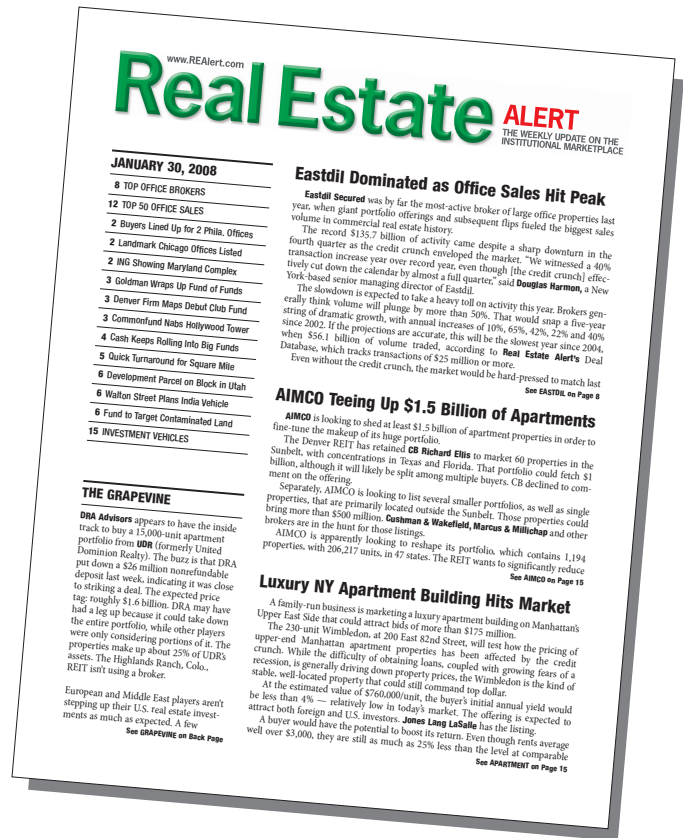 www.REAlert.com
Real Estate
ALERT
THE WEEKLY UPDATE ON THE
INSTITUTIONAL MARKETPLACE
JANUARY 30, 2008
8 TOP OFFICE BROKERS
12 TOP 50 OFFICE SALES
2 Buyers Lined Up for 2 Phila. Offices
2 Landmark Chicago Offices Listed
2 ING Showing Maryland Complex
3 Goldman Wraps Up Fund of Funds
3 Denver Firm Maps Debut Club Fund
3 Commonfund Nabs Hollywood Tower
4 Cash Keeps Rolling Into Big Funds
5 Quick Turnaround for Square Mile
6 Development Parcel on Block in Utah
6 Walton Street Plans India Vehicle
6 Fund to Target Contaminated Land
15 INVESTMENT VEHICLES
THE GRAPEVINE
DRA Advisors appears to have the inside
track to buy a 15,000-unit apartment
portfolio from UDR (formerly United
Dominion Realty). The buzz is that DRA
put down a $26 million nonrefundable
deposit last week, indicating it was close
to striking a deal. The expected price
tag: roughly $1.6 billion. DRA may have
had a leg up because it could take down
the entire portfolio, while other players
were only considering portions of it. The
properties make up about 25% of UDR's
assets. The Highlands Ranch, Colo.,
REIT isn't using a broker.
European and Middle East players aren't
stepping up their U.S. real estate invest-
ments as much as expected. A few
See GRAPEVINE on Back Page
Eastdil Dominated as Office Sales Hit Peak
Eastdil Secured was by far the most-active broker of large office properties last
year, when giant portfolio offerings and subsequent flips fueled the biggest sales
volume in commercial real estate history.
The record $135.7 billion of activity came despite a sharp downturn in the
fourth quarter as the credit crunch enveloped the market. "We witnessed a 40%
transaction increase year over record year, even though [the credit crunch] effec-
tively cut down the calendar by almost a full quarter," said Douglas Harmon, a New
York-based senior managing director of Eastdil.
The slowdown is expected to take a heavy toll on activity this year. Brokers gen-
erally think volume will plunge by more than 50%. That would snap a five-year
string of dramatic growth, with annual increases of 10%, 65%, 42%, 22% and 40%
since 2002. If the projections are accurate, this will be the slowest year since 2004,
when $56.1 billion of volume traded, according to Real Estate Alert's Deal
Database, which tracks transactions of $25 million or more.
Even without the credit crunch, the market would be hard-pressed to match last
See EASTDIL on Page 8
AIMCO Teeing Up $1.5 Billion of Apartments
AIMCO is looking to shed at least $1.5 billion of apartment properties in order to
fine-tune the makeup of its huge portfolio.
The Denver REIT has retained CB Richard Ellis to market 60 properties in the
Sunbelt, with concentrations in Texas and Florida. That portfolio could fetch $1
billion, although it will likely be split among multiple buyers. CB declined to com-
ment on the offering.
Separately, AIMCO is looking to list several smaller portfolios, as well as single
properties, that are primarily located outside the Sunbelt. Those properties could
bring more than $500 million. Cushman & Wakefield, Marcus & Millichap and other
brokers are in the hunt for those listings.
AIMCO is apparently looking to reshape its portfolio, which contains 1,194
properties, with 206,217 units, in 47 states. The REIT wants to significantly reduce
See AIMCO on Page 15
Luxury NY Apartment Building Hits Market
A family-run business is marketing a luxury apartment building on Manhattan's
Upper East Side that could attract bids of more than $175 million.
The 230-unit Wimbledon, at 200 East 82nd Street, will test how the pricing of
upper-end Manhattan apartment properties has been affected by the credit
crunch. While the difficulty of obtaining loans, coupled with growing fears of a
recession, is generally driving down property prices, the Wimbledon is the kind of
stable, well-located property that could still command top dollar.
At the estimated value of $760,000/unit, the buyer's initial annual yield would
be less than 4% — relatively low in today's market. The offering is expected to
attract both foreign and U.S. investors. Jones Lang LaSalle has the listing.
A buyer would have the potential to boost its return. Even though rents average
well over $3,000, they are still as much as 25% less than the level at comparable
See APARTMENT on Page 15